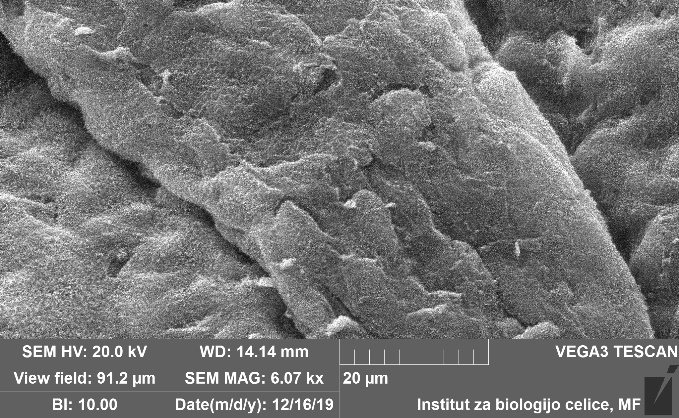 SEM HV: 20.0 kV WD: 14.14 mm VEGA3 TESCAN
View field: 91.2 µm SEM MAG: 6.07 kx 20 µm
BI: 10.00 Date(m/d/y): 12/16/19 Institut za biologijo celice, MF